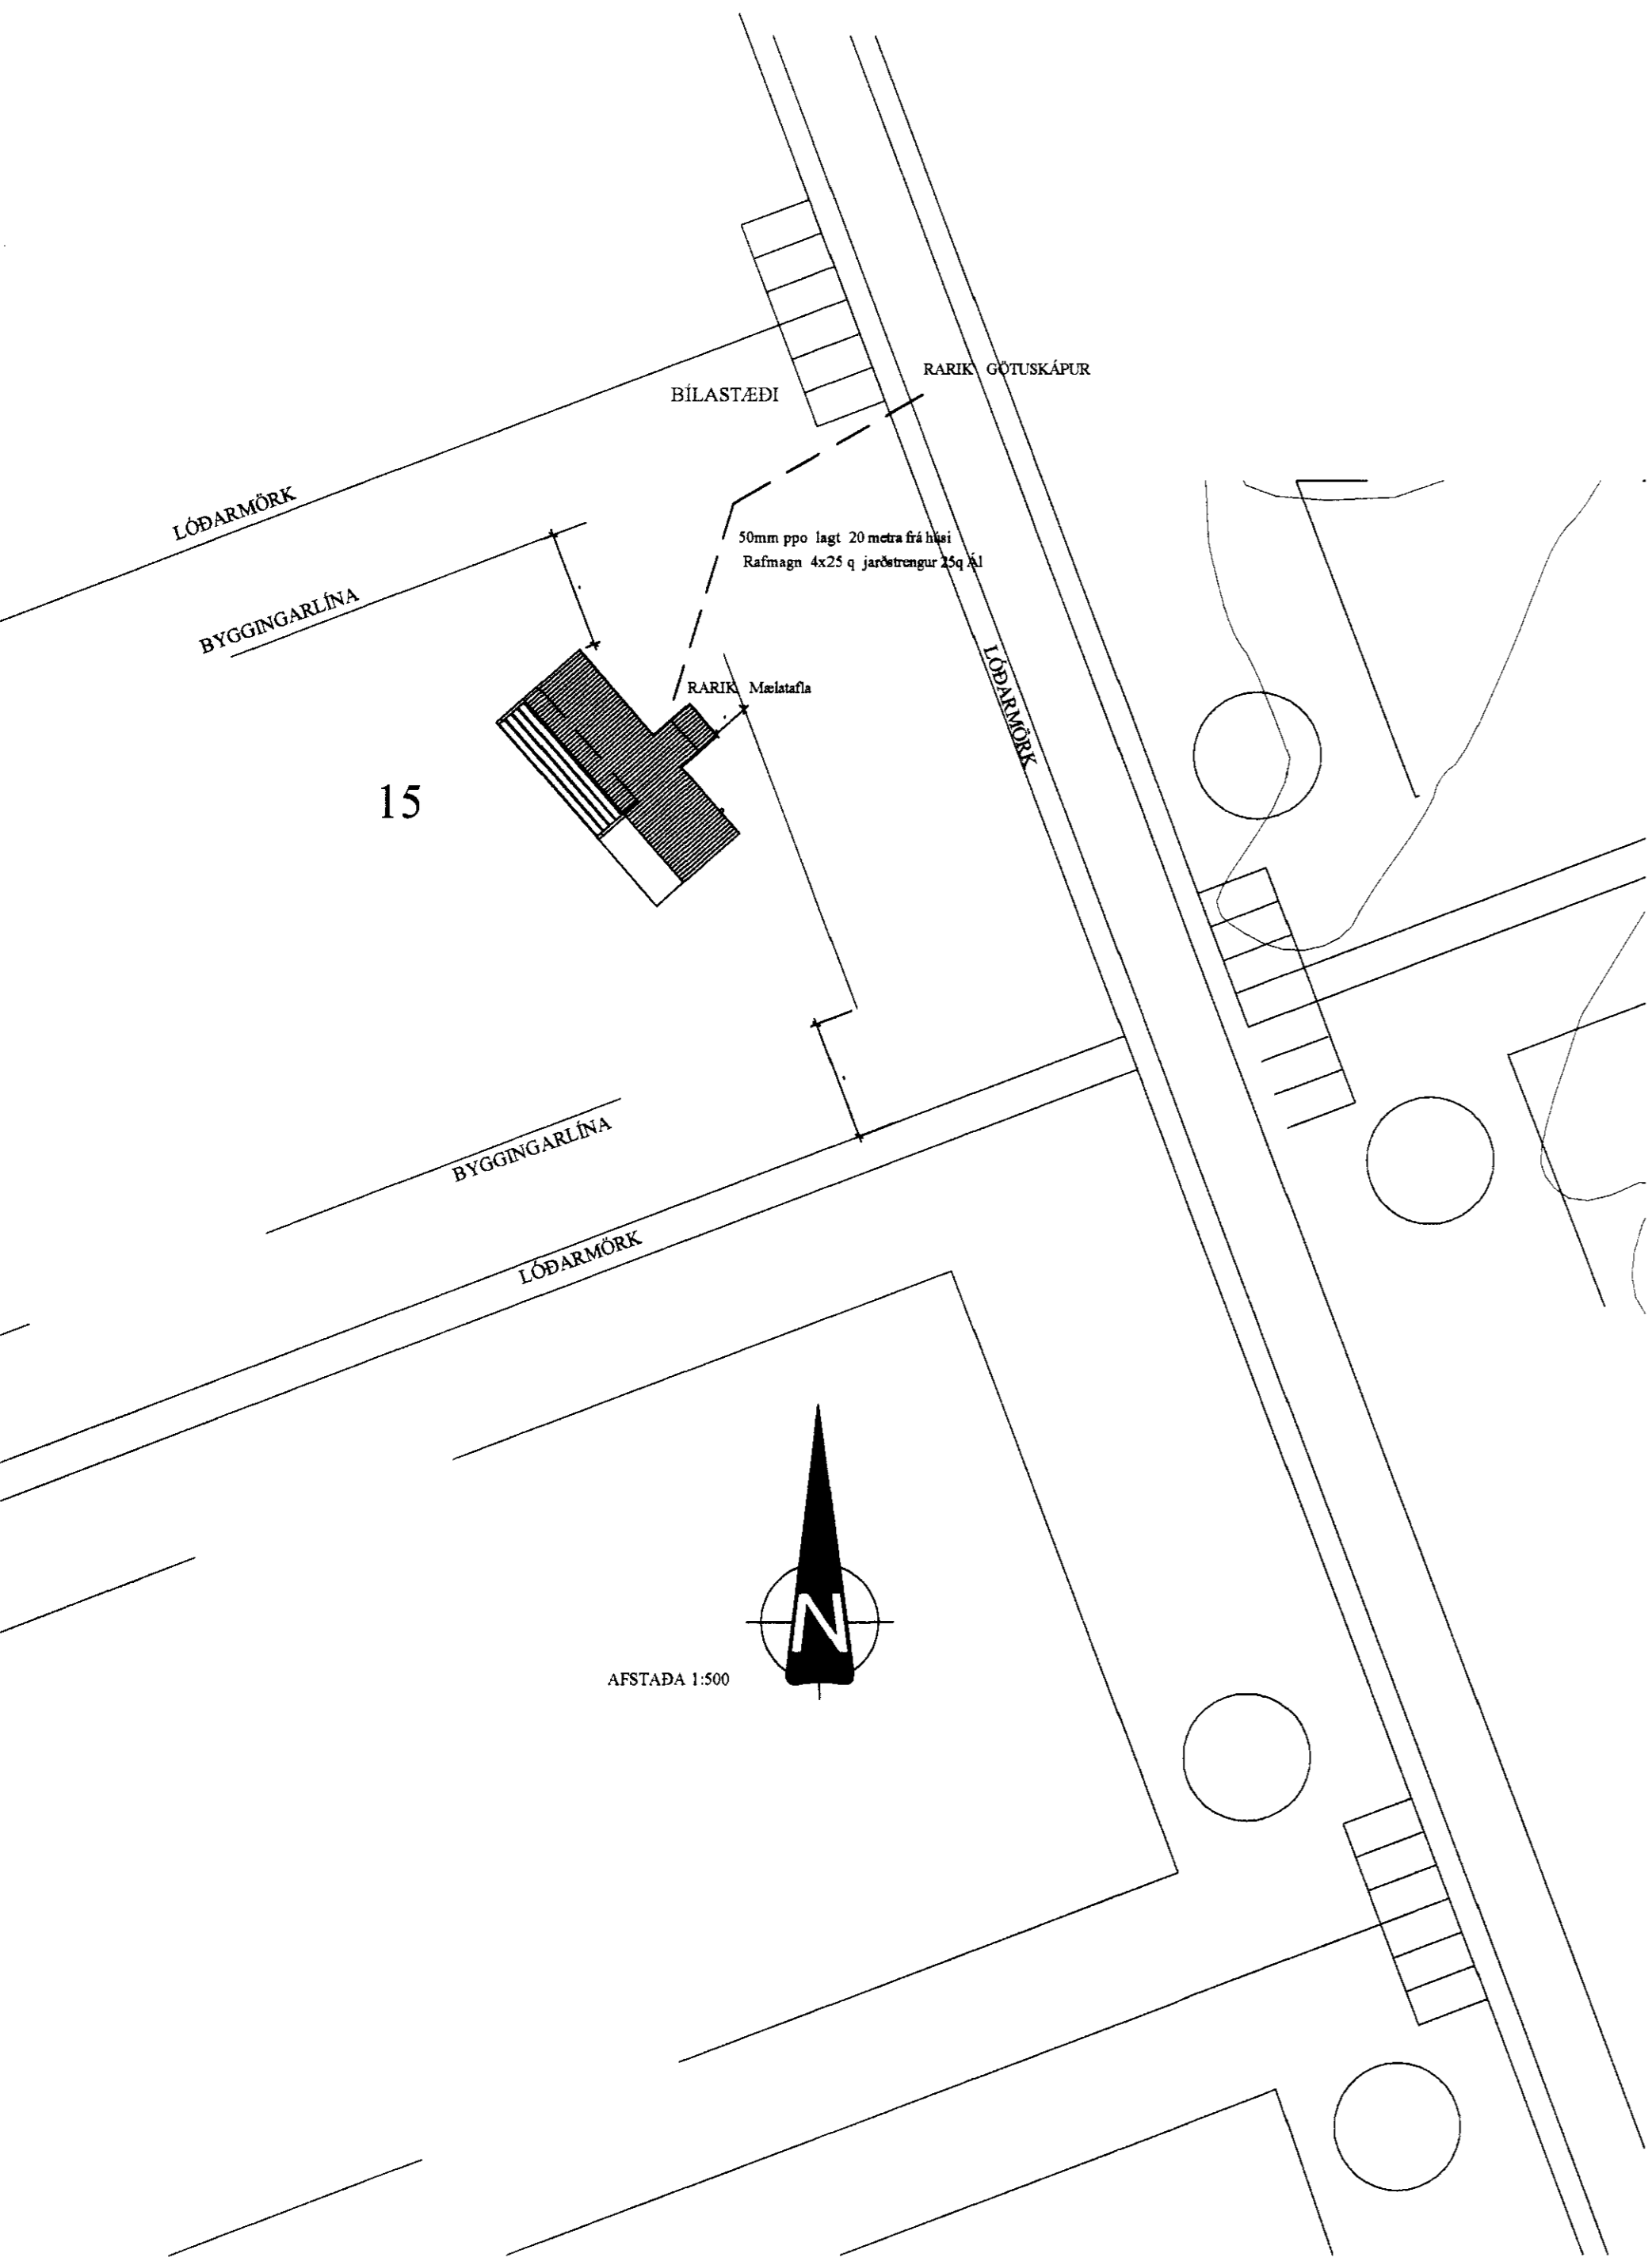 RARIK GÖTUSKÁPUR
BÍLASTÆÐI
LÓÐARMÖRK
50mm ppo lagt 20 metra frá húsi
Rafmagn 4x25 q jarðstrengur 25q Ál
BYGGINGARLÍNA
LÓÐARMÖRK
RARIK Mælatafla
15
BYGGINGARLÍNA
LÓÐARMÖRK
N
AFSTAÐA 1:500